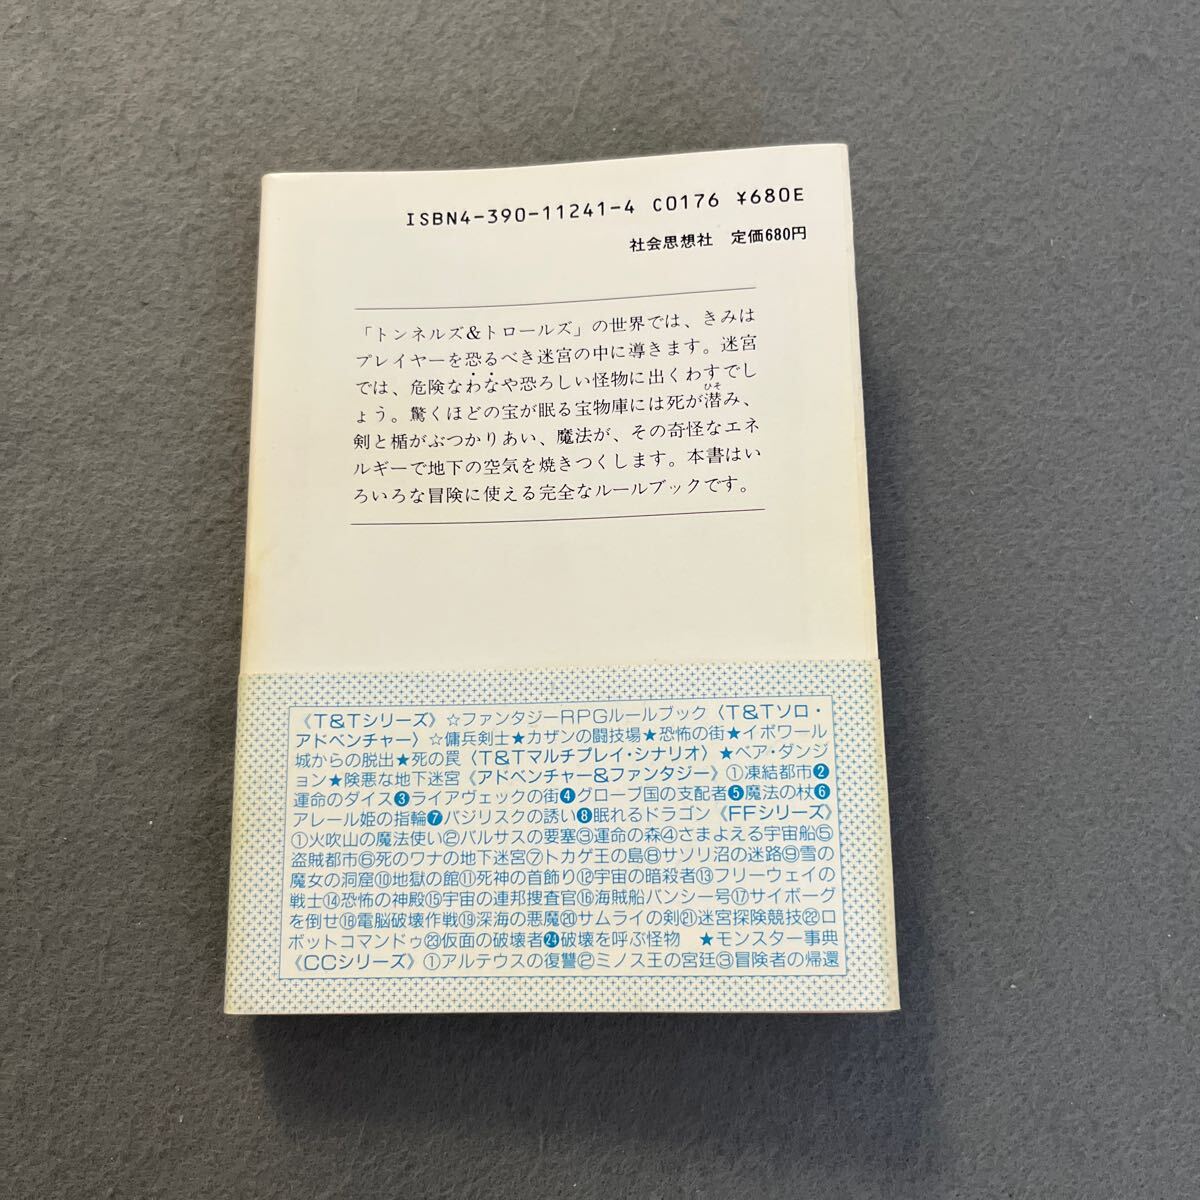 ISBN4-390-11241-4 C0176 ¥680E
社会思想社 定価680円
「トンネルズ&トロールズ」の世界では、きみは
プレイヤーを恐るべき迷宮の中に導きます。迷宮
では、危険なわなや恐ろしい怪物に出くわすでし
ょう。驚くほどの宝が眠る宝物庫には死が潜み、
ひそ
剣と楯がぶつかりあい、魔法が、その奇怪なエネ
ルギーで地下の空気を焼きつくします。本書はい
ろいろな冒険に使える完全なルールブックです。
《T&Tシリーズ》☆ファンタジーRPGルールブック〈T&Tソロ・
アドベンチャー〉☆傭兵剣士★カザンの闘技場★恐怖の街★イボワール
城からの脱出★死の罠〈T&Tマルチプレイ・シナリオ〉★ベア・ダンジ
ョン★険悪な地下迷宮《アドベンチャー&ファンタジー》①凍結都市❷
運命のダイス❸ライアヴェックの街❹グローブ国の支配者❺魔法の杖❻
アレール姫の指輪❼バジリスクの誘い❽眠れるドラゴン《FFシリーズ》
①火吹山の魔法使い②バルサスの要塞③運命の森④さまよえる宇宙船⑤
盗賊都市⑥死のワナの地下迷宮⑦トカゲ王の島⑧サソリ沼の迷路⑨雪の
魔女の洞窟⑩地獄の館⑪死神の首飾り⑫宇宙の暗殺者⑬フリーウェイの
戦士⑭恐怖の神殿⑮宇宙の連邦捜査官⑯海賊船バンシー号⑰サイボーグ
を倒せ⑱電脳破壊作戦⑲深海の悪魔⑳サムライの剣㉑迷宮探険競技㉒ロ
ボットコマンドゥ㉓仮面の破壊者㉔破壊を呼ぶ怪物 ★モンスター事典
《CCシリーズ》①アルテウスの復讐②ミノス王の宮廷③冒険者の帰還